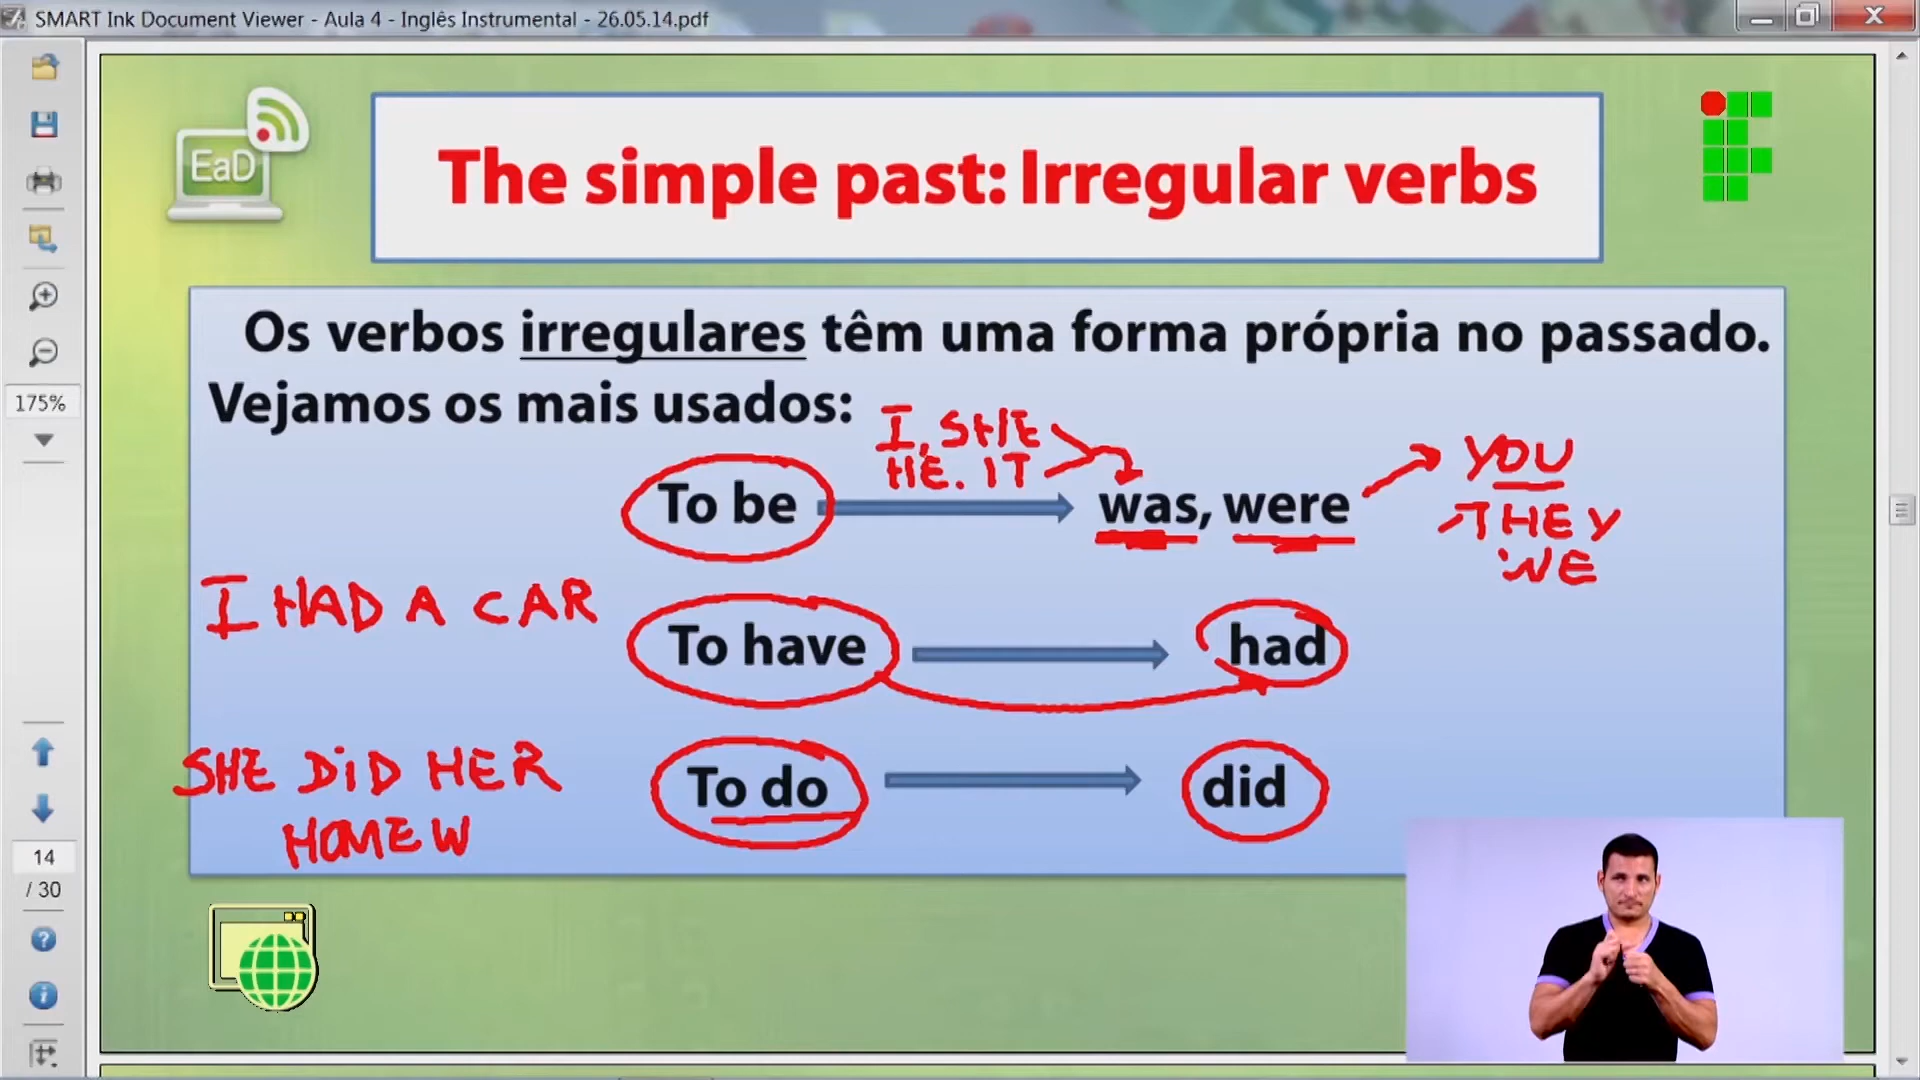 SMART Ink Document Viewer - Aula 4 - Inglês Instrumental - 26.05.14.pdf
EaD
The simple past: Irregular verbs
Os verbos irregulares têm uma forma própria no passado.
Vejamos os mais usados:
I, SHE
HE. IT
YOU
To be was, were
THEY
WE
I HAD A CAR
To have had
SHE DID HER
HOMEW
To do did
175%
14
/ 30